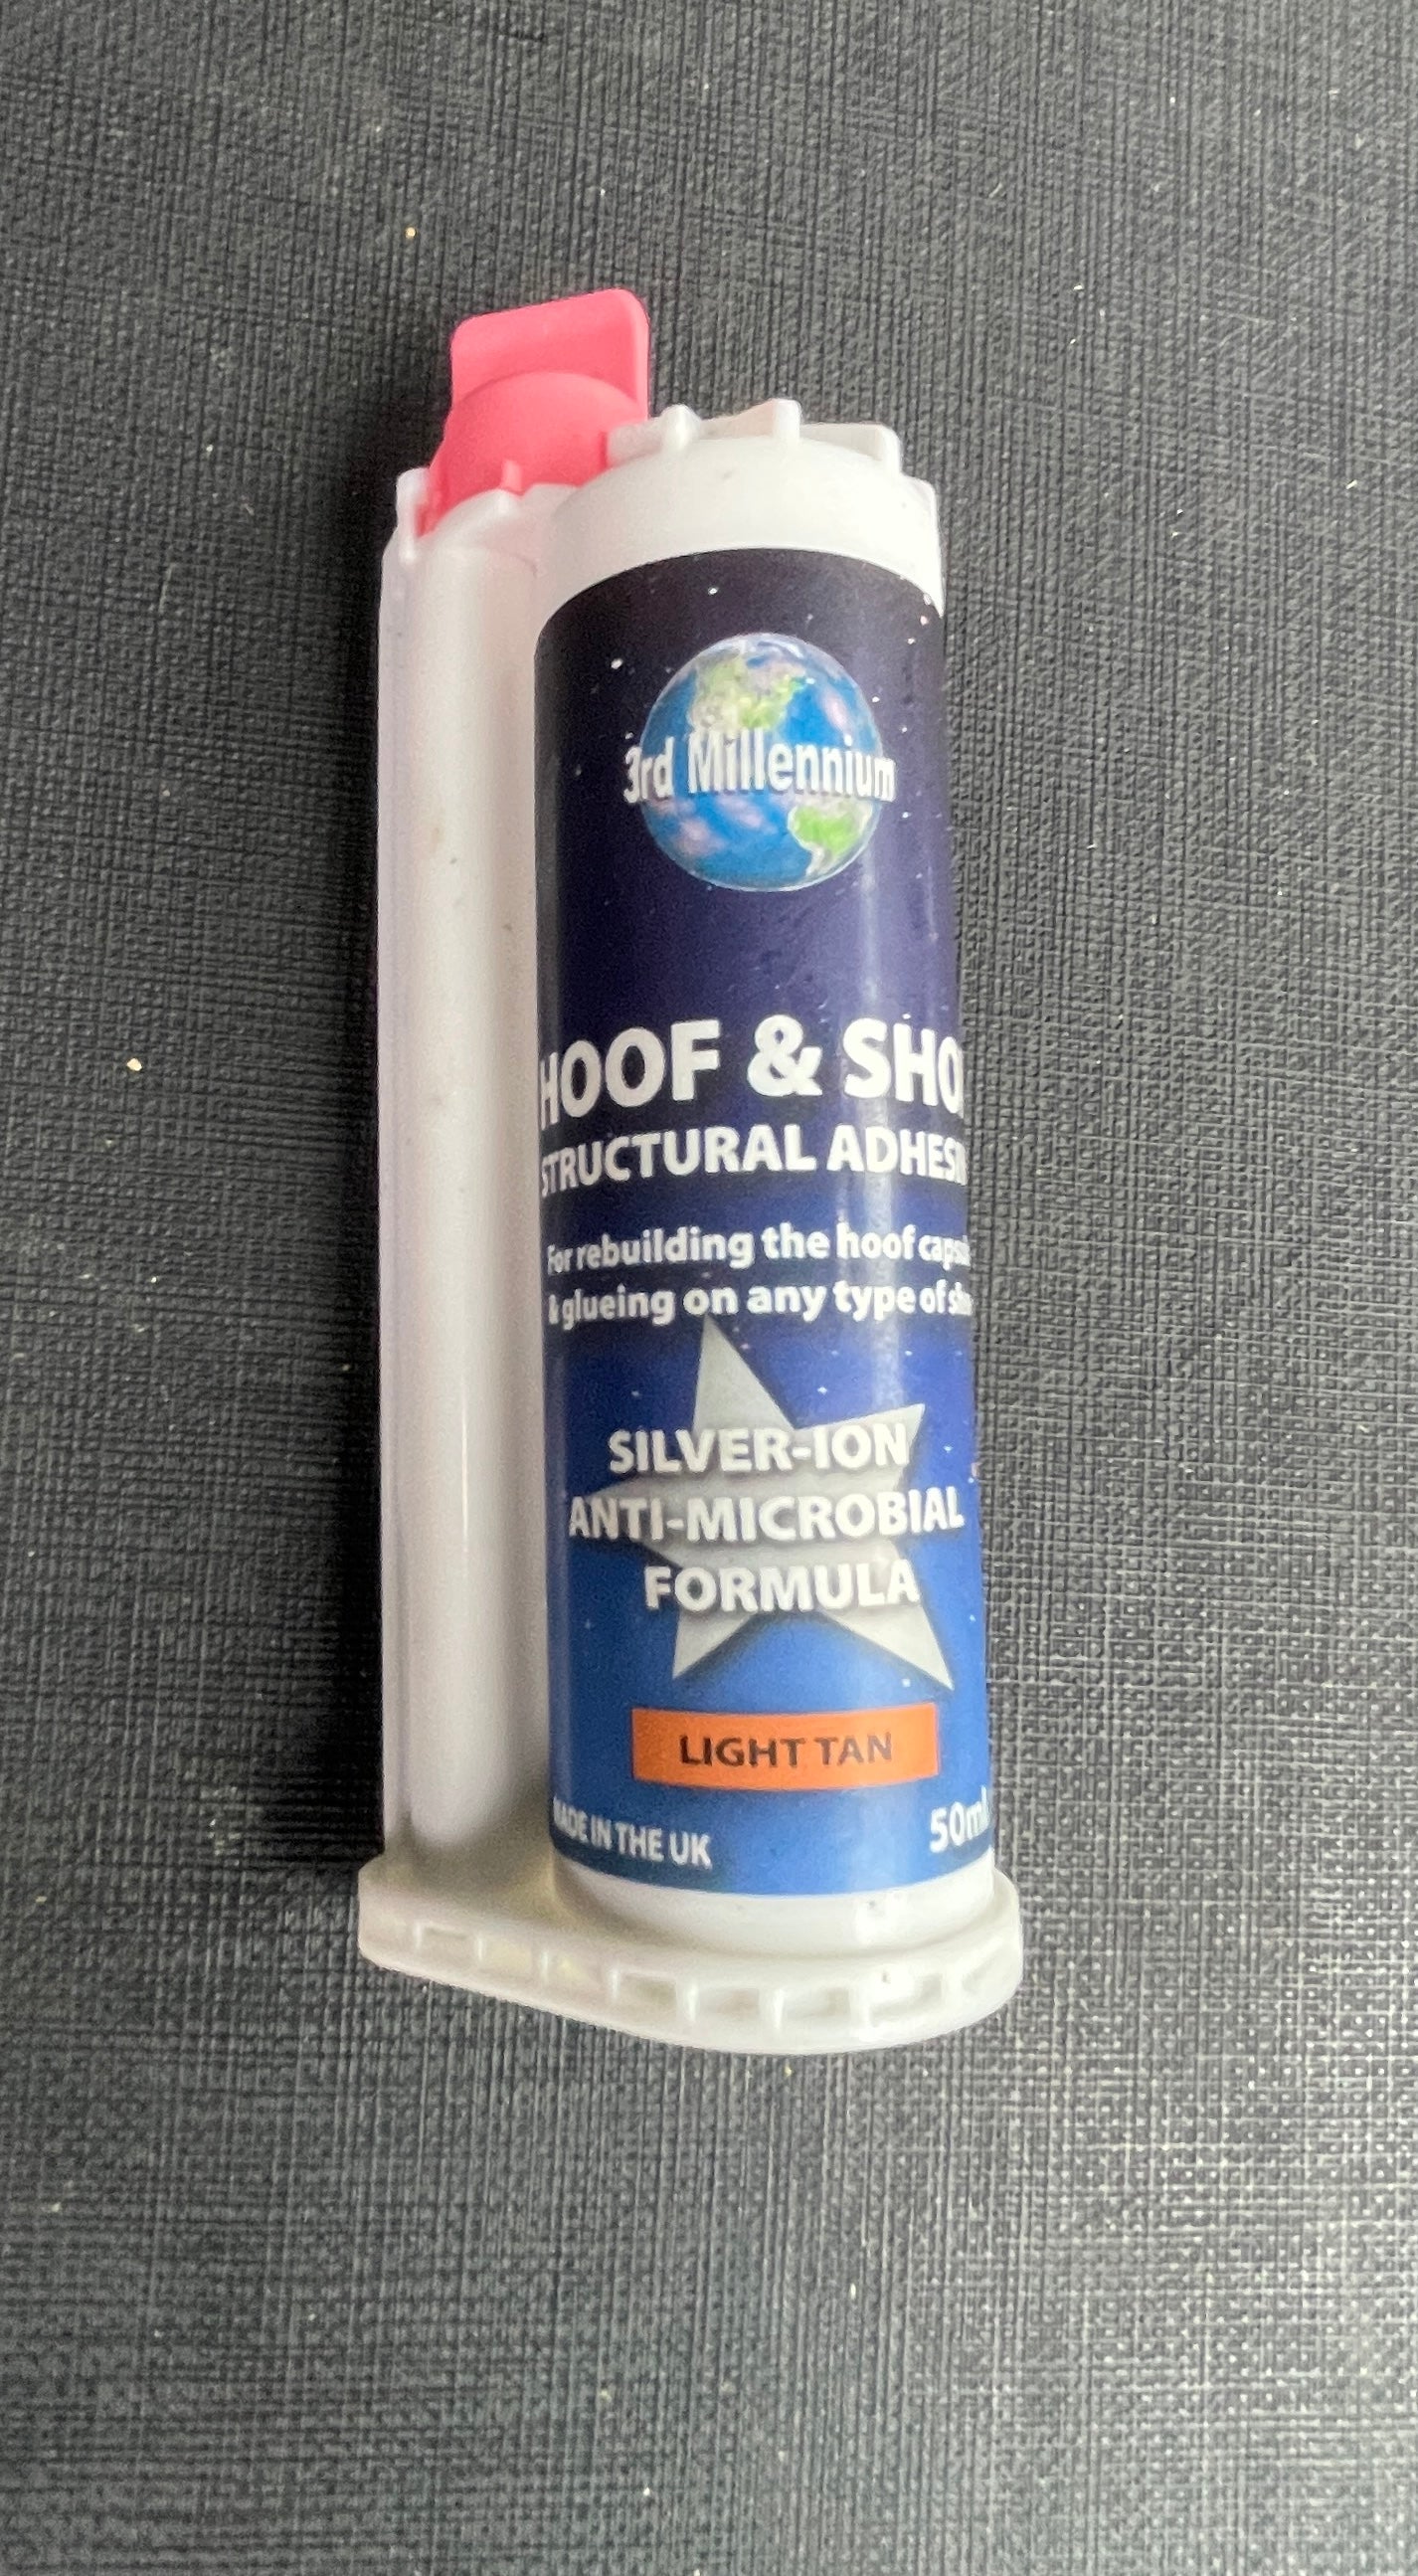 3rd Millennium
HOOF & SHO
STRUCTURAL ADHESI
For rebuilding the hoof caps
& glueing on any type of sh
SILVER-ION
ANTI-MICROBIAL
FORMULA
LIGHT TAN
MADE IN THE UK
50ml